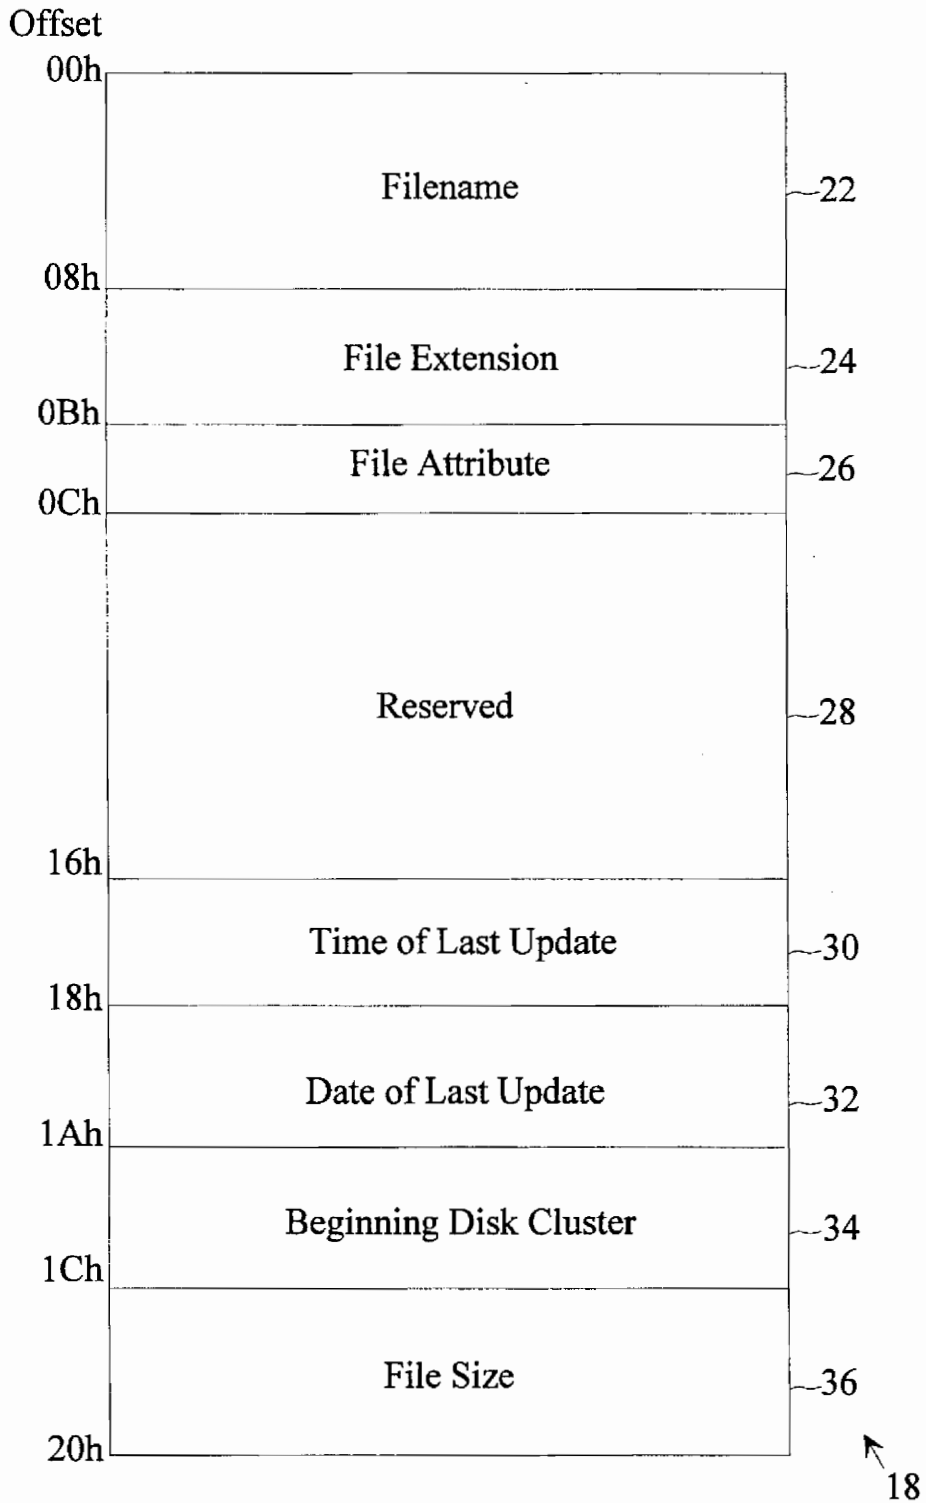 Offset
00h
Filename 22
08h
File Extension 24
0Bh
File Attribute 26
0Ch
Reserved 28
16h
Time of Last Update 30
18h
Date of Last Update 32
1Ah
Beginning Disk Cluster 34
1Ch
File Size 36
20h
18